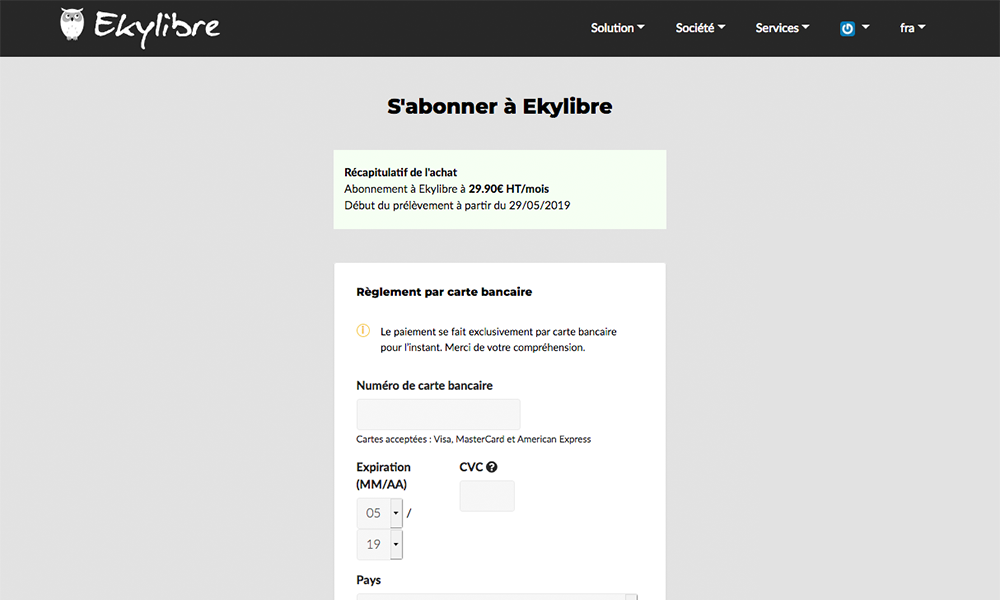 Ekylibre
Solution
Société
Services
fra
S'abonner à Ekylibre
Récapitulatif de l'achat
Abonnement à Ekylibre à 29.90€ HT/mois
Début du prélèvement à partir du 29/05/2019
Règlement par carte bancaire
Le paiement se fait exclusivement par carte bancaire
pour l'instant. Merci de votre compréhension.
Numéro de carte bancaire
Cartes acceptées : Visa, MasterCard et American Express
Expiration
(MM/AA)
CVC
05 /
19
Pays